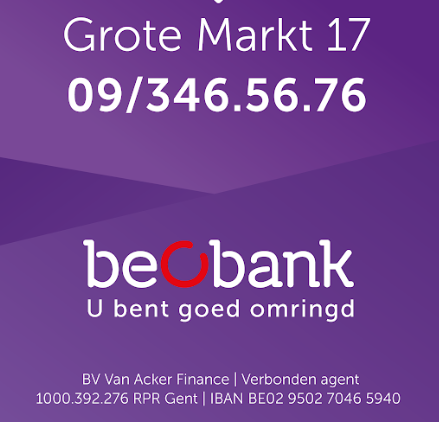 Grote Markt 17
09/346.56.76
beobank
U bent goed omringd
BV Van Acker Finance | Verbonden agent
1000.392.276 RPR Gent | IBAN BE02 9502 7046 5940